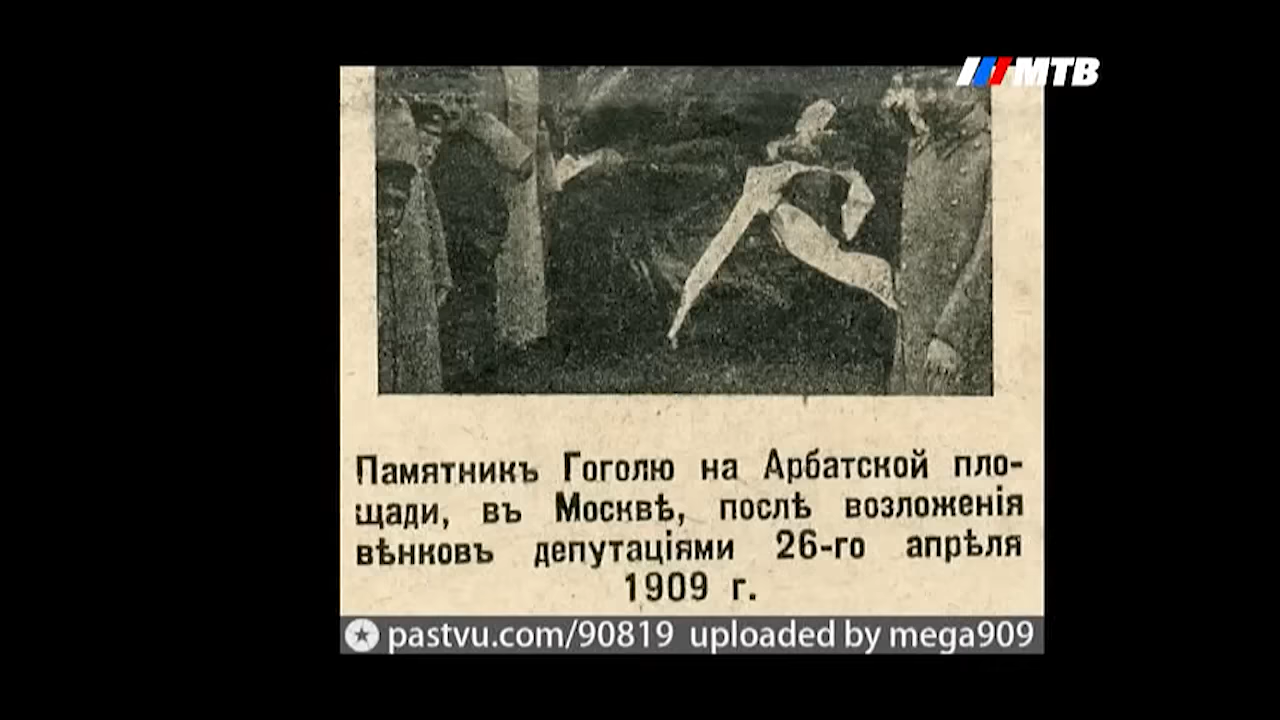 МТВ
Памятникъ Гоголю на Арбатской пло-
щади, въ Москвѣ, послѣ возложенія
вѣнковъ депутаціями 26-го апрѣля
1909 г.
pastvu.com/90819 uploaded by mega909